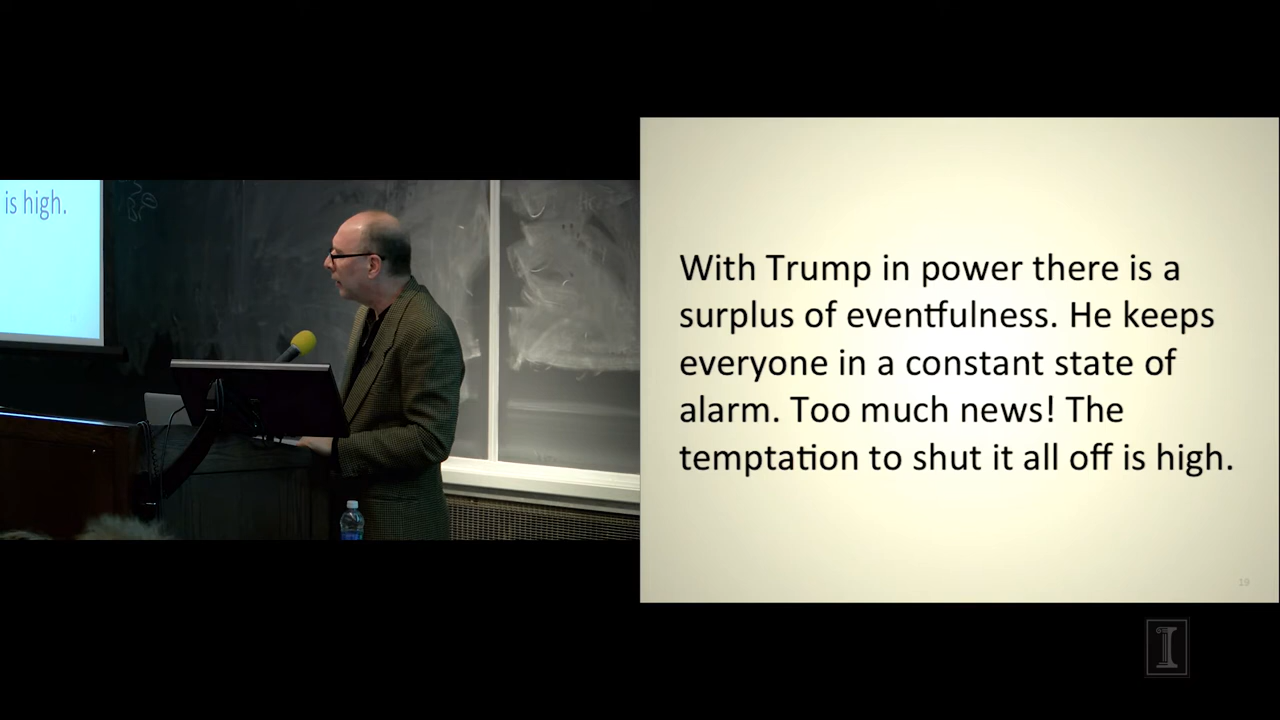 is high.
With Trump in power there is a
surplus of eventfulness. He keeps
everyone in a constant state of
alarm. Too much news! The
temptation to shut it all off is high.
19
I